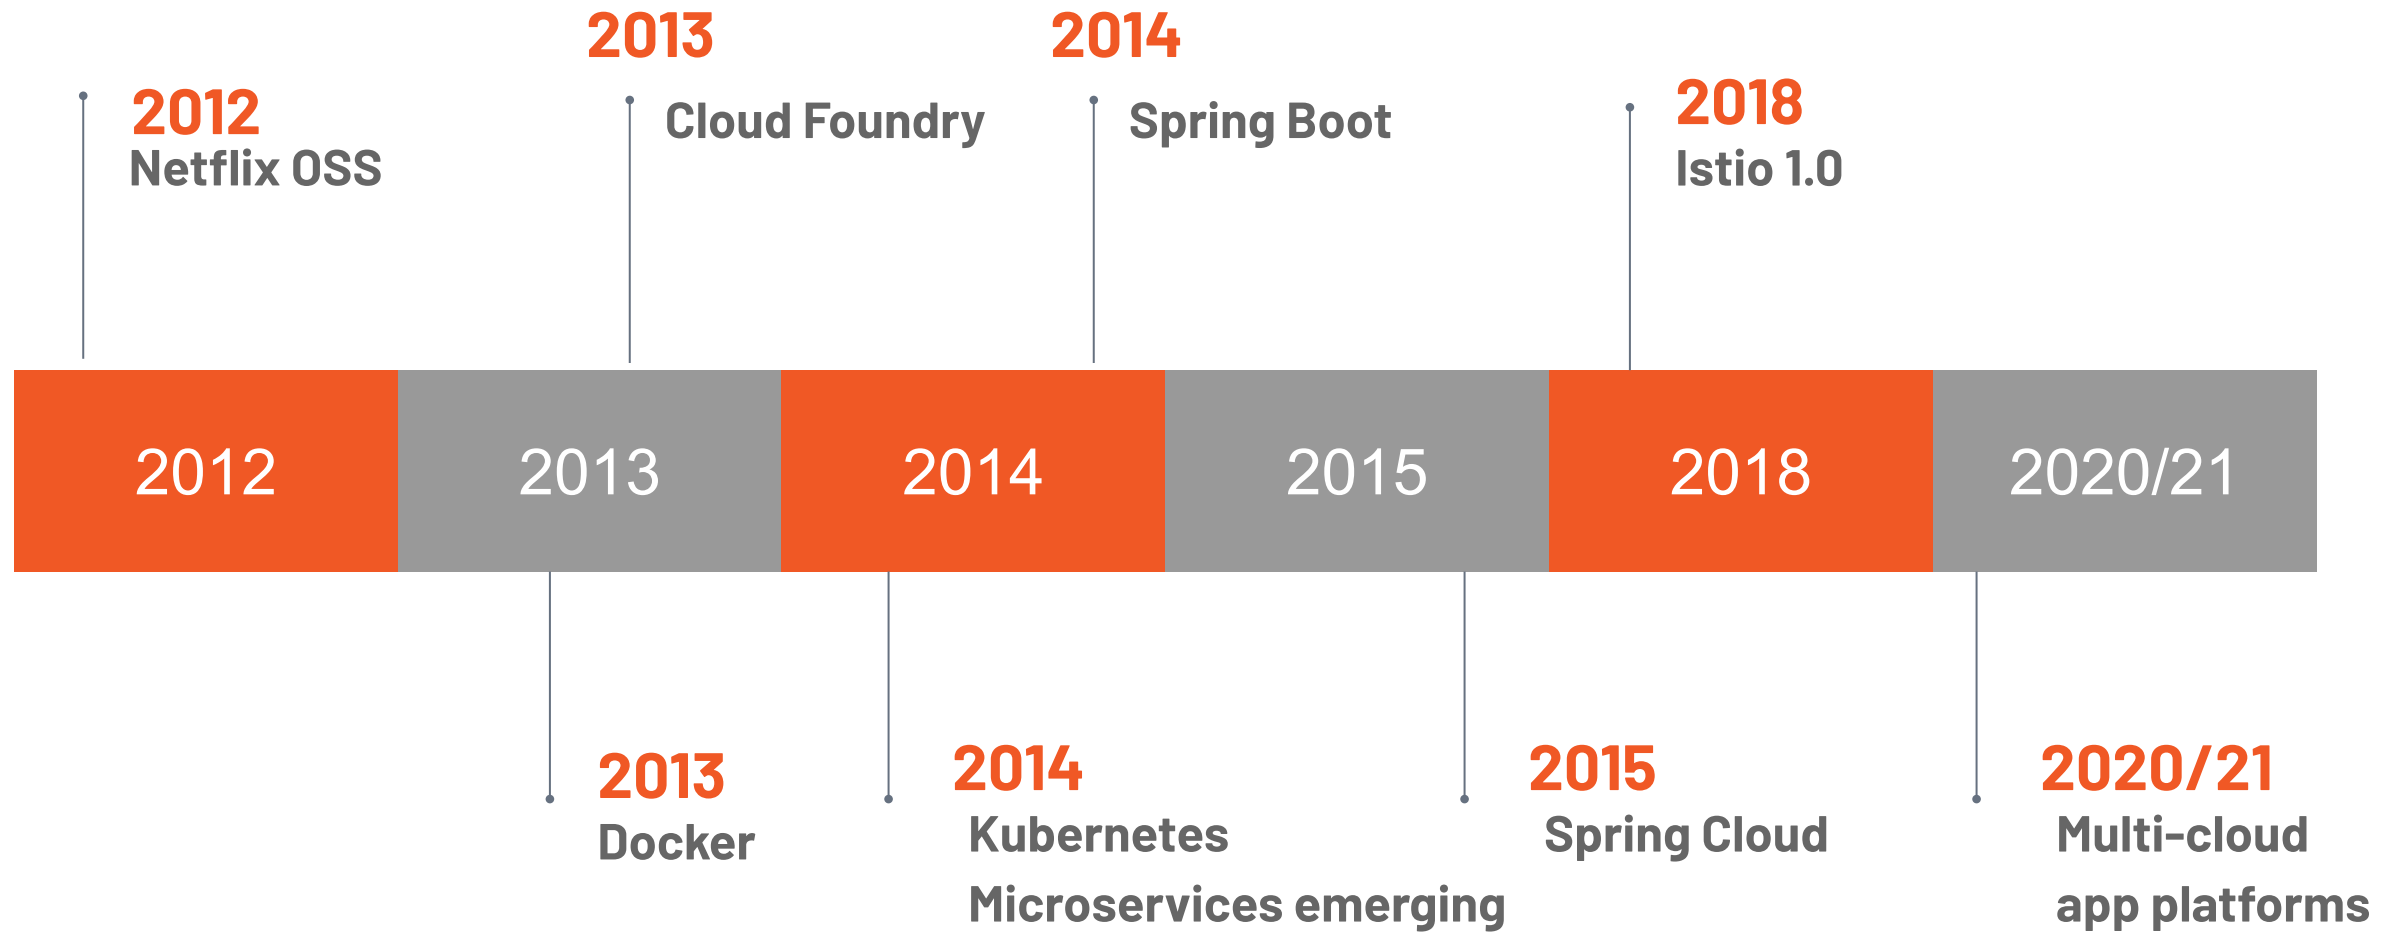 2012
Netflix OSS
2013
Cloud Foundry
2014
Spring Boot
2018
Istio 1.0
2012
2013
2014
2015
2018
2020/21
2013
Docker
2014
Kubernetes
Microservices emerging
2015
Spring Cloud
2020/21
Multi-cloud
app platforms